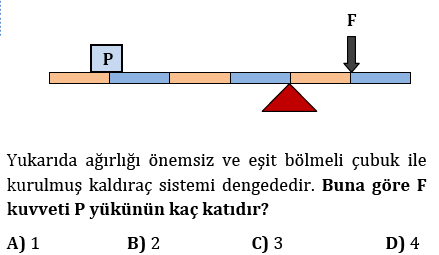 F
P
Yukarıda ağırlığı önemsiz ve eşit bölmeli çubuk ile
kurulmuş kaldıraç sistemi dengededir. Buna göre F
kuvveti P yükünün kaç katıdır?
A) 1 B) 2 C) 3 D) 4